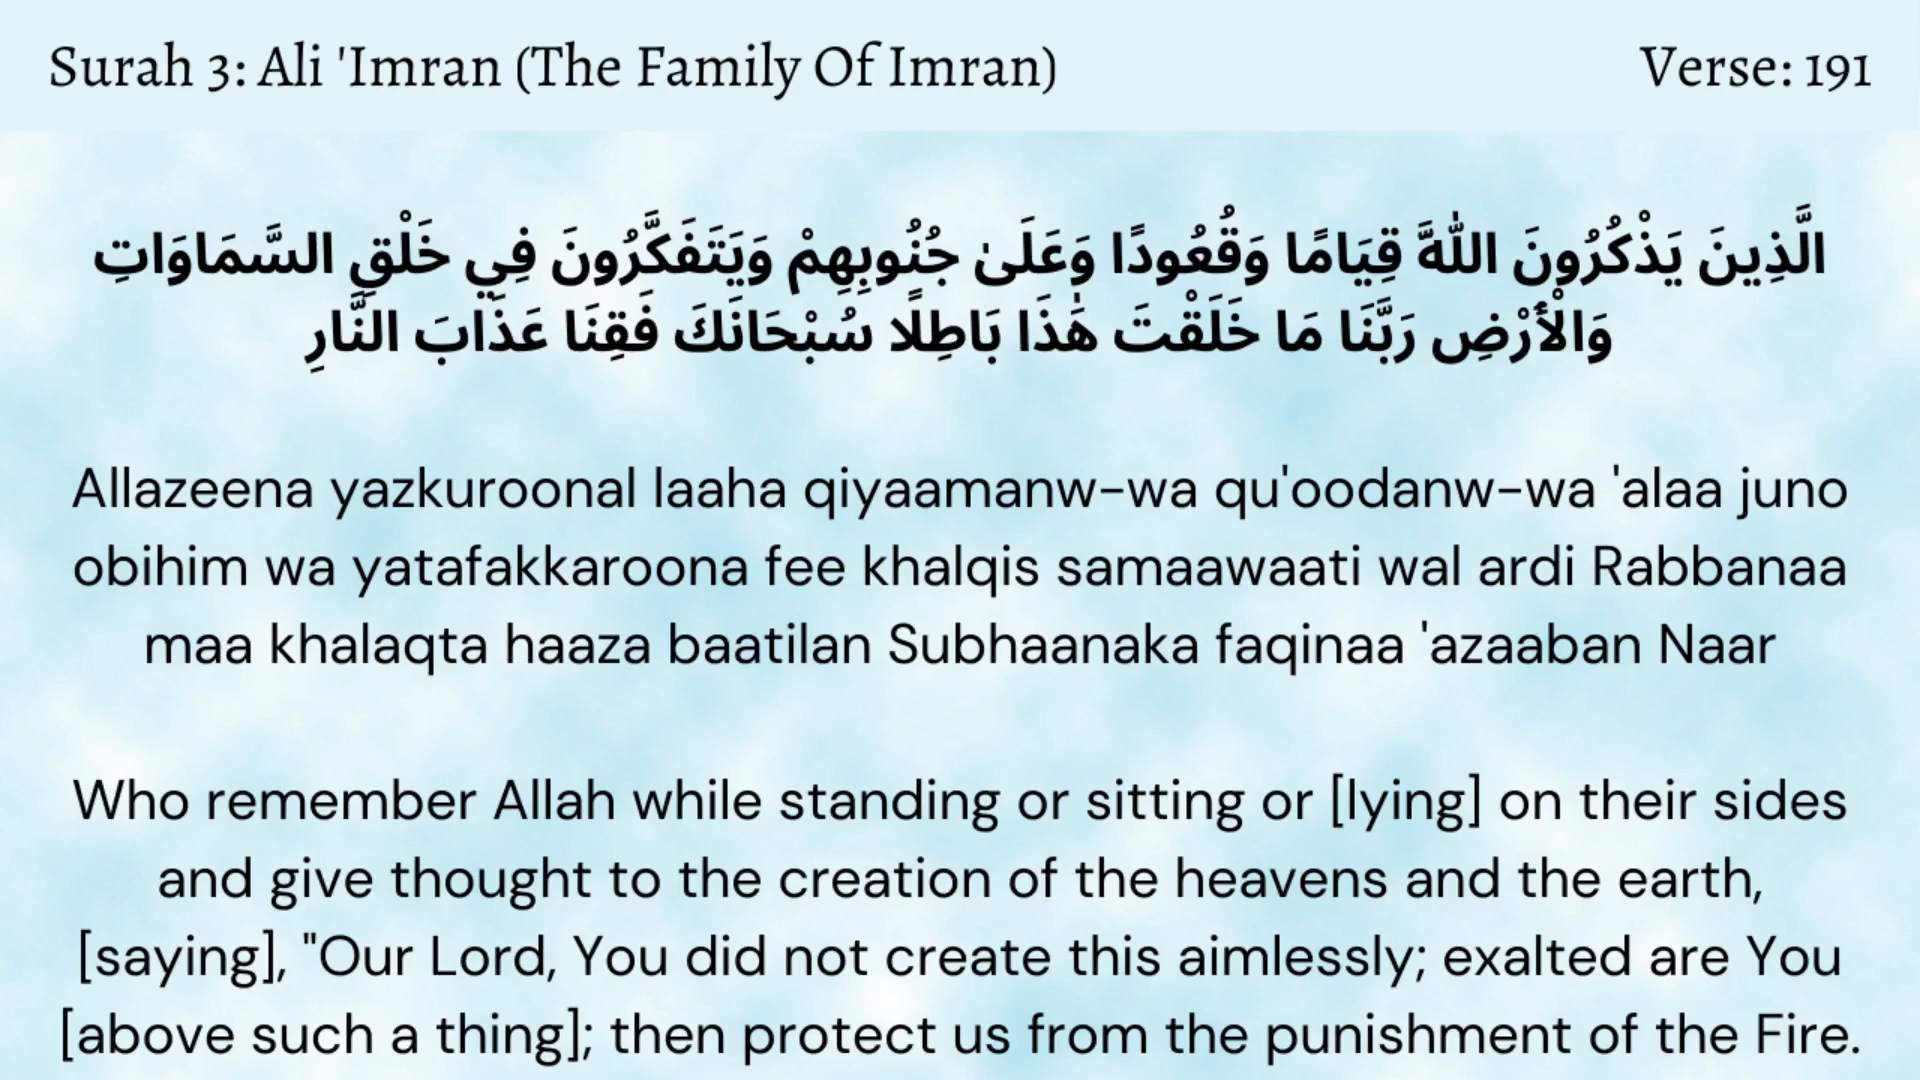 Surah 3: Ali 'Imran (The Family Of Imran)
Verse: 191
الَّذِينَ يَذْكُرُونَ اللَّهَ قِيَامًا وَقُعُودًا وَعَلَىٰ جُنُوبِهِمْ وَيَتَفَكَّرُونَ فِي خَلْقِ السَّمَاوَاتِ
وَالْأَرْضِ رَبَّنَا مَا خَلَقْتَ هَٰذَا بَاطِلًا سُبْحَانَكَ فَقِنَا عَذَابَ النَّارِ
Allazeena yazkuroonal laaha qiyaamanw-wa qu'oodanw-wa 'alaa juno
obihim wa yatafakkaroona fee khalqis samaawaati wal ardi Rabbanaa
maa khalaqta haaza baatilan Subhaanaka faqinaa 'azaaban Naar
Who remember Allah while standing or sitting or [lying] on their sides
and give thought to the creation of the heavens and the earth,
[saying], "Our Lord, You did not create this aimlessly; exalted are You
[above such a thing]; then protect us from the punishment of the Fire.